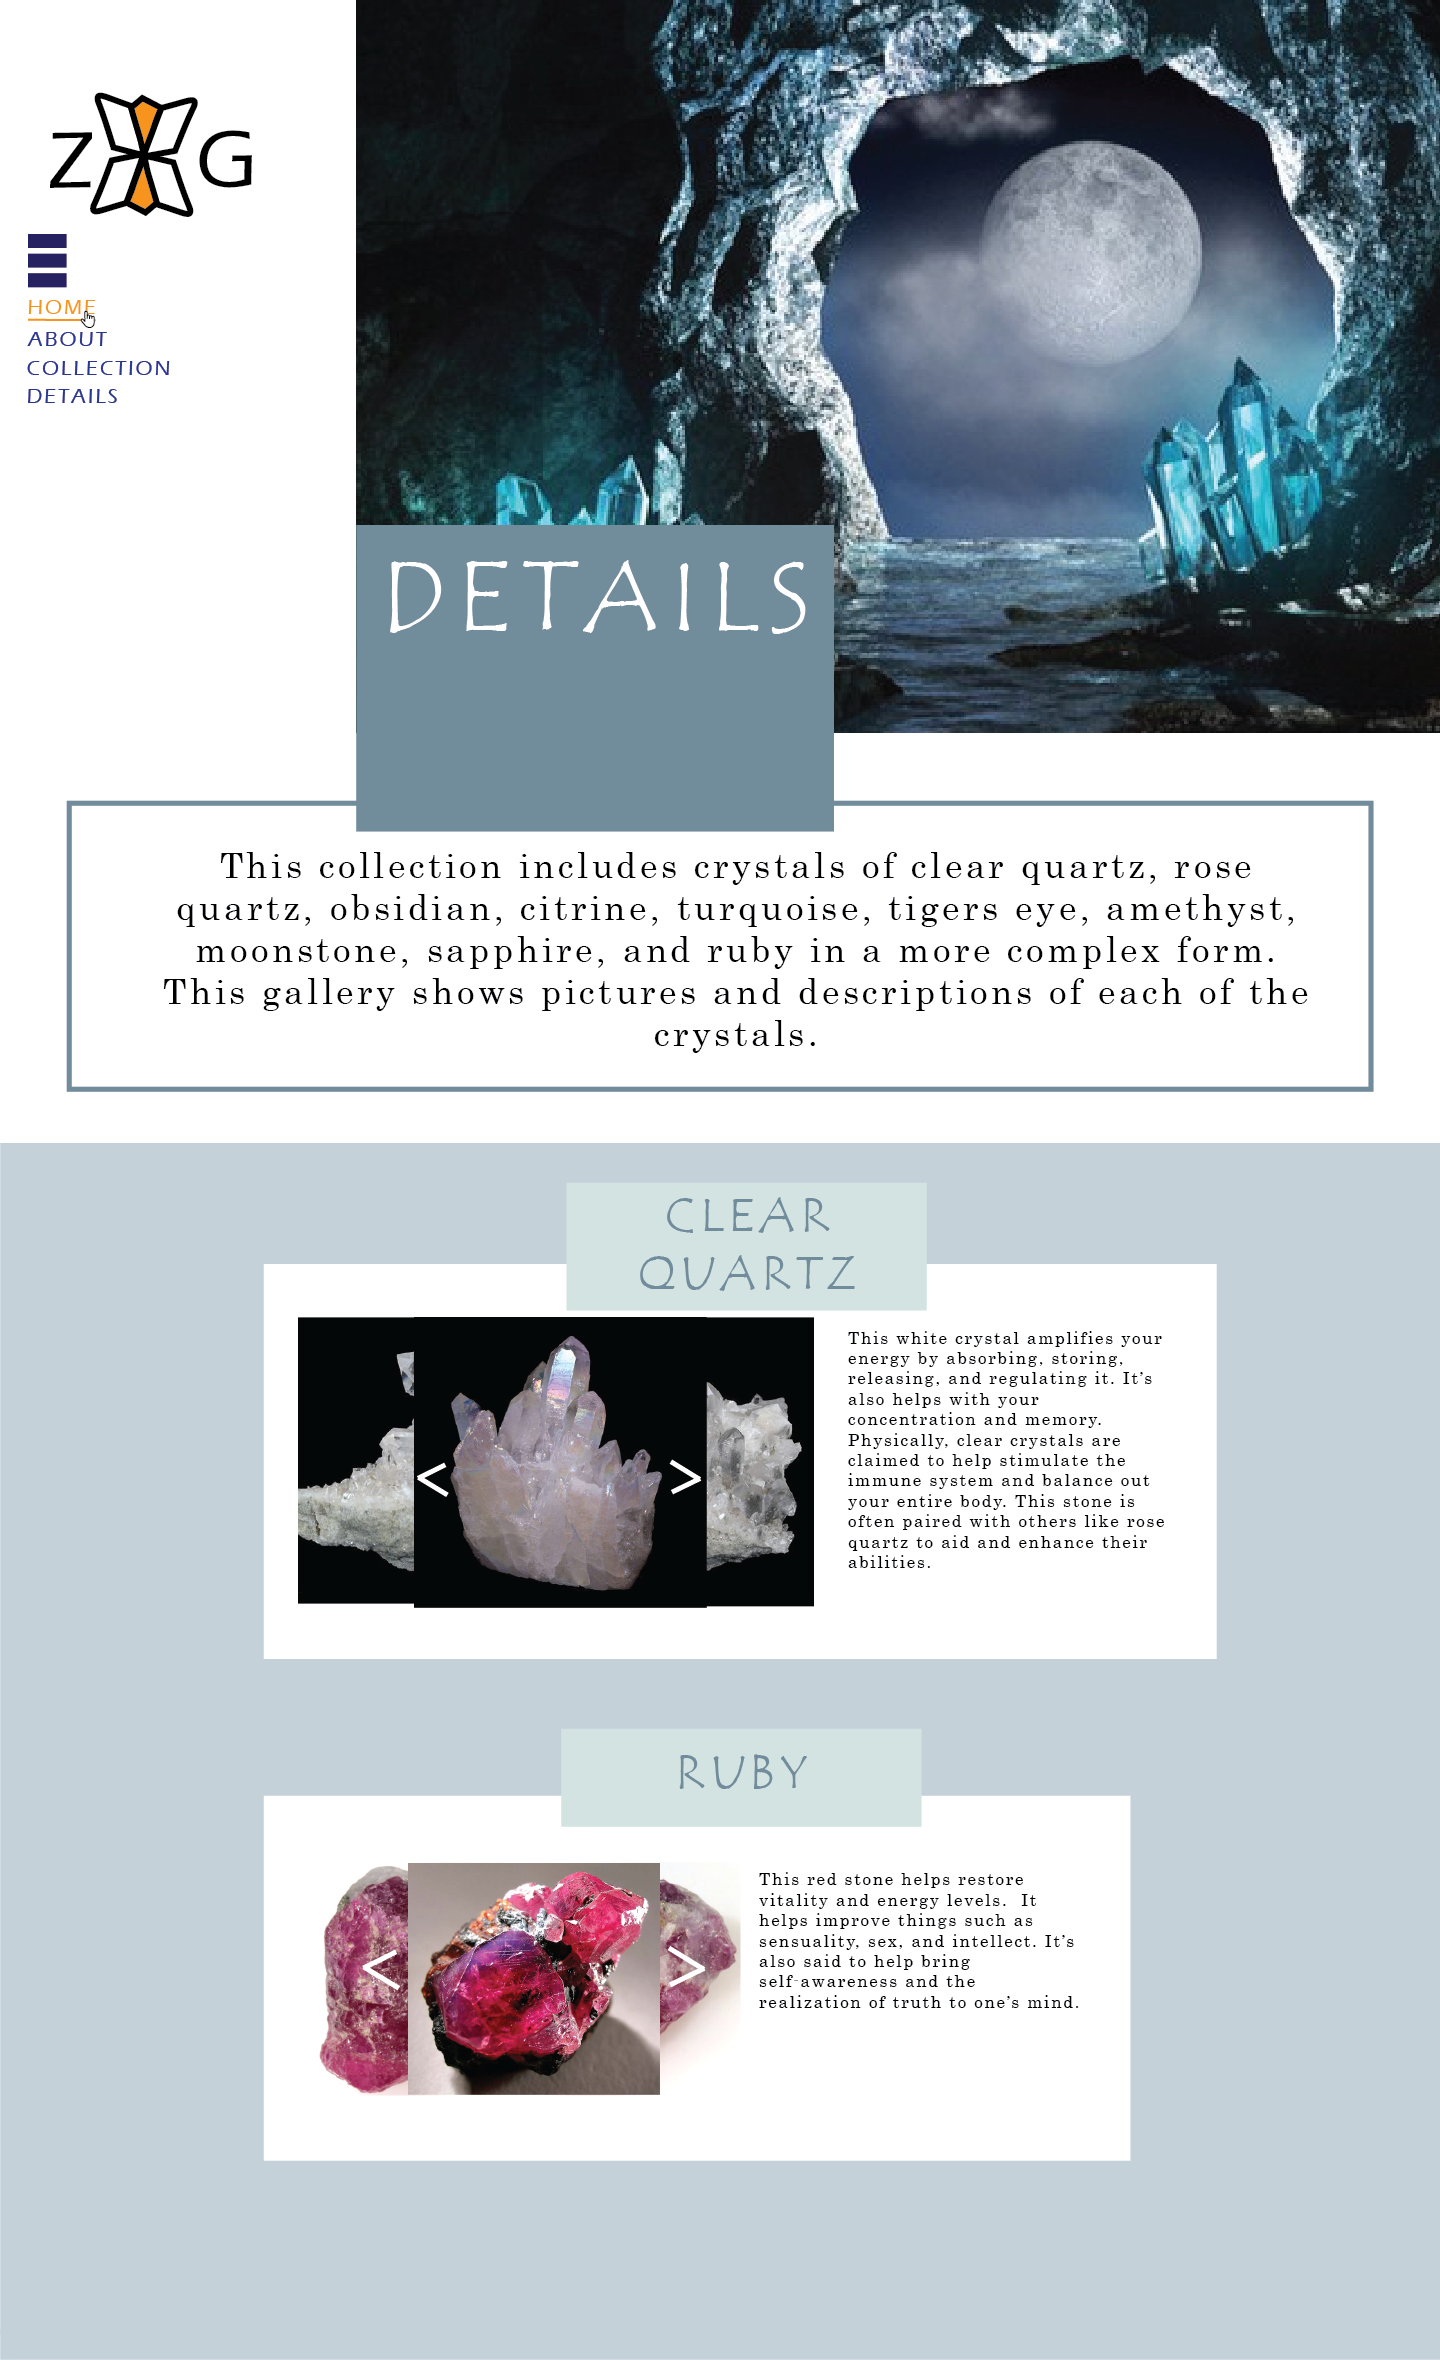 Z G
HOME
ABOUT
COLLECTION
DETAILS
DETAILS
This collection includes crystals of clear quartz, rose
quartz, obsidian, citrine, turquoise, tigers eye, amethyst,
moonstone, sapphire, and ruby in a more complex form.
This gallery shows pictures and descriptions of each of the
crystals.
CLEAR
QUARTZ
<
>
This white crystal amplifies your
energy by absorbing, storing,
releasing, and regulating it. It’s
also helps with your
concentration and memory.
Physically, clear crystals are
claimed to help stimulate the
immune system and balance out
your entire body. This stone is
often paired with others like rose
quartz to aid and enhance their
abilities.
RUBY
<
>
This red stone helps restore
vitality and energy levels.  It
helps improve things such as
sensuality, sex, and intellect. It’s
also said to help bring
self-awareness and the
realization of truth to one’s mind.